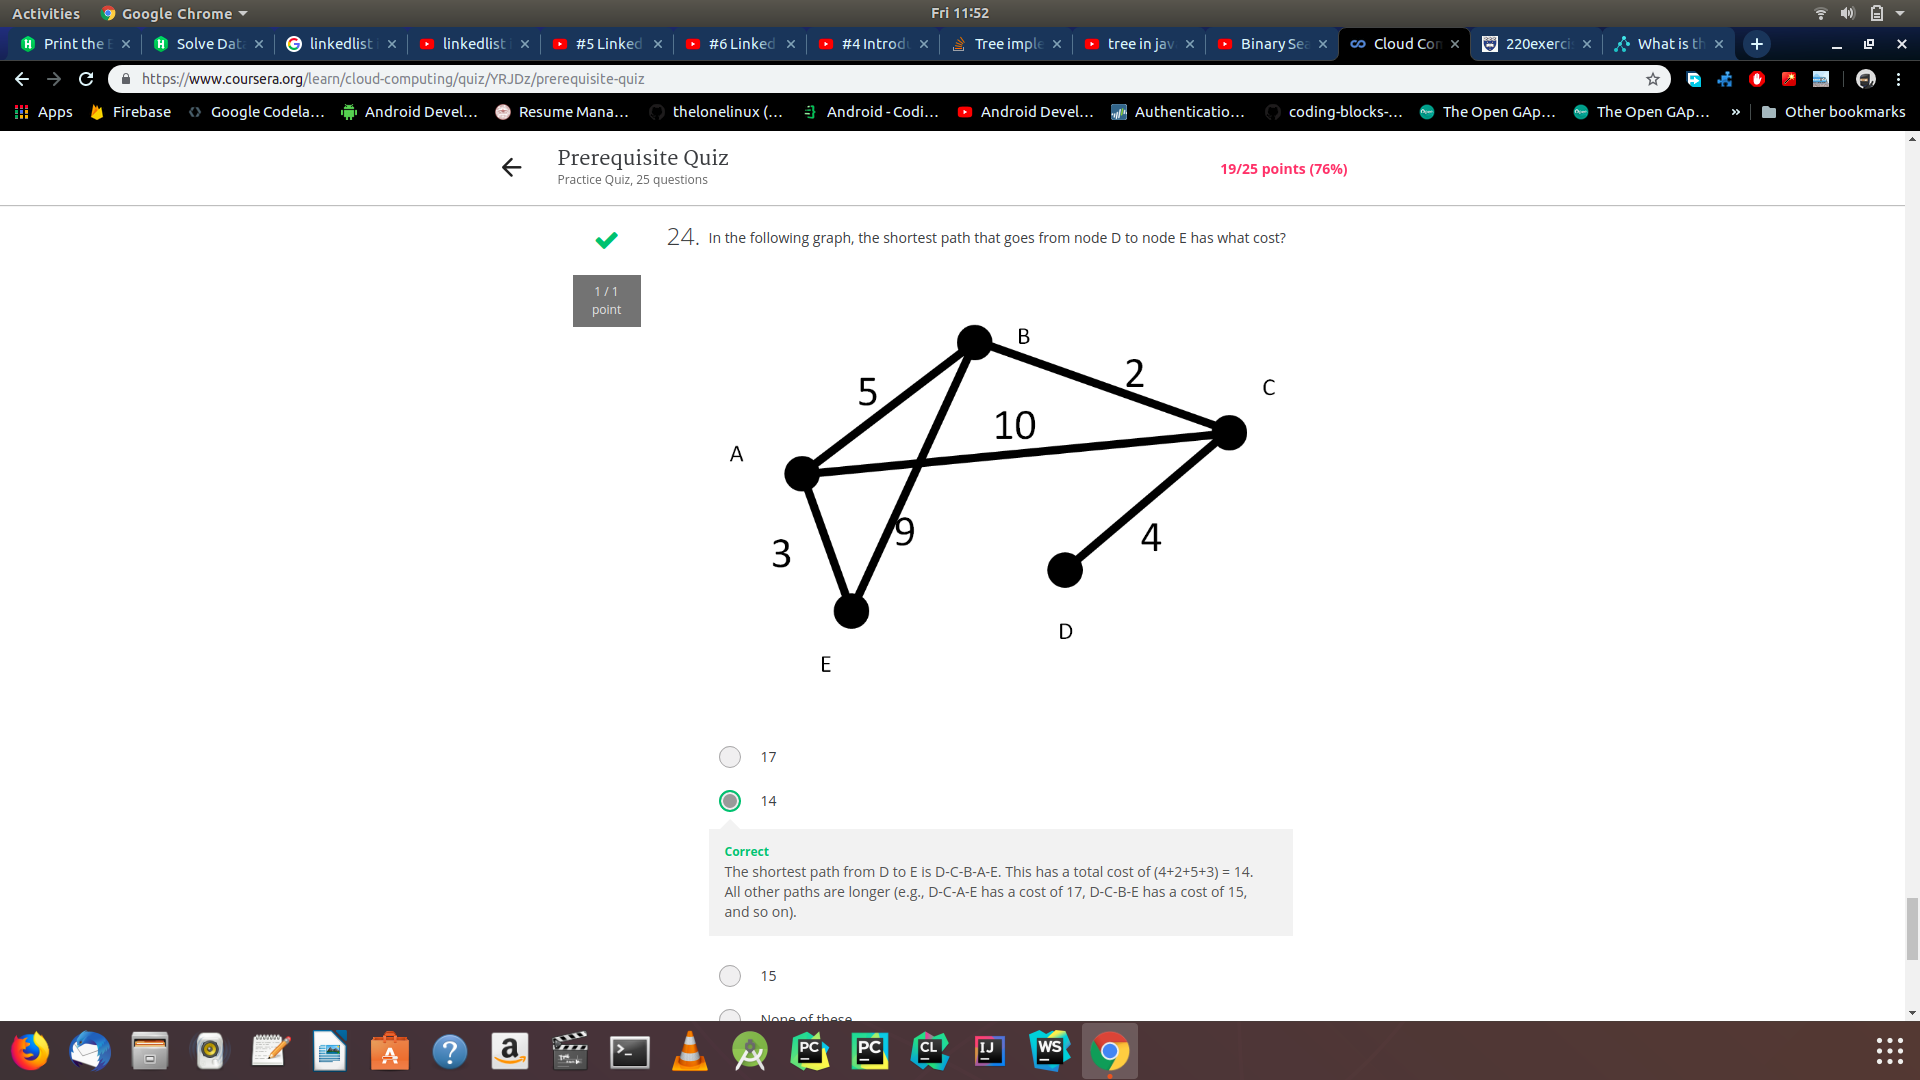 Activities
Google Chrome
Fri 11:52
Print the
Solve Dat
linkedlist
linkedlist
#5 Linked
#6 Linked
#4 Introdu
Tree imple
tree in jav
Binary Sea
Cloud Con
220exerci
What is th
https://www.coursera.org/learn/cloud-computing/quiz/YRJDz/prerequisite-quiz
Apps
Firebase
Google Codela...
Android Devel...
Resume Mana...
thelonelinux (...
Android - Codi...
Android Devel...
Authenticatio...
coding-blocks-...
The Open GAp...
The Open GAp...
»
Other bookmarks
Prerequisite Quiz
Practice Quiz, 25 questions
19/25 points (76%)
24. In the following graph, the shortest path that goes from node D to node E has what cost?
1 / 1
point
B
2
C
5
10
A
9
4
3
D
E
17
14
Correct
The shortest path from D to E is D-C-B-A-E. This has a total cost of (4+2+5+3) = 14.
All other paths are longer (e.g., D-C-A-E has a cost of 17, D-C-B-E has a cost of 15,
and so on).
15
None of these
PC
PC
CL
IJ
WS